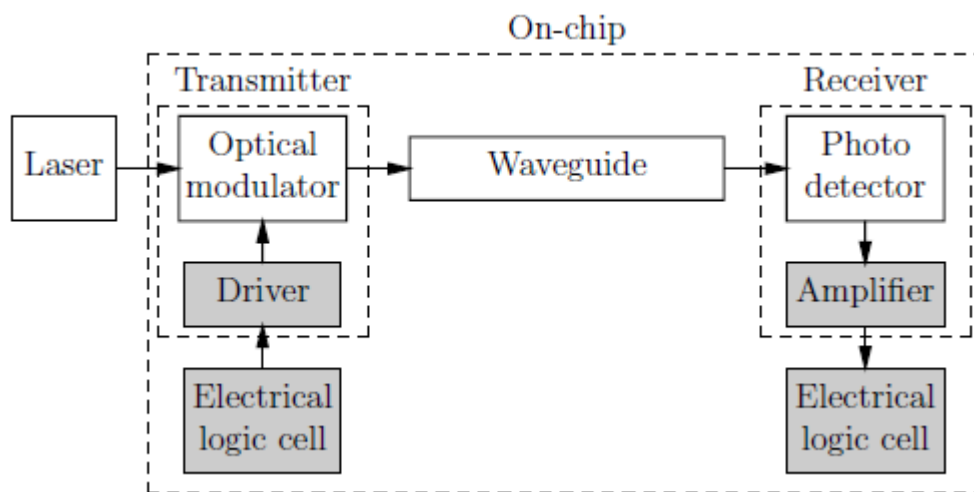 On-chip
Transmitter
Receiver
Laser
Optical
modulator
Waveguide
Photo
detector
Driver
Amplifier
Electrical
logic cell
Electrical
logic cell